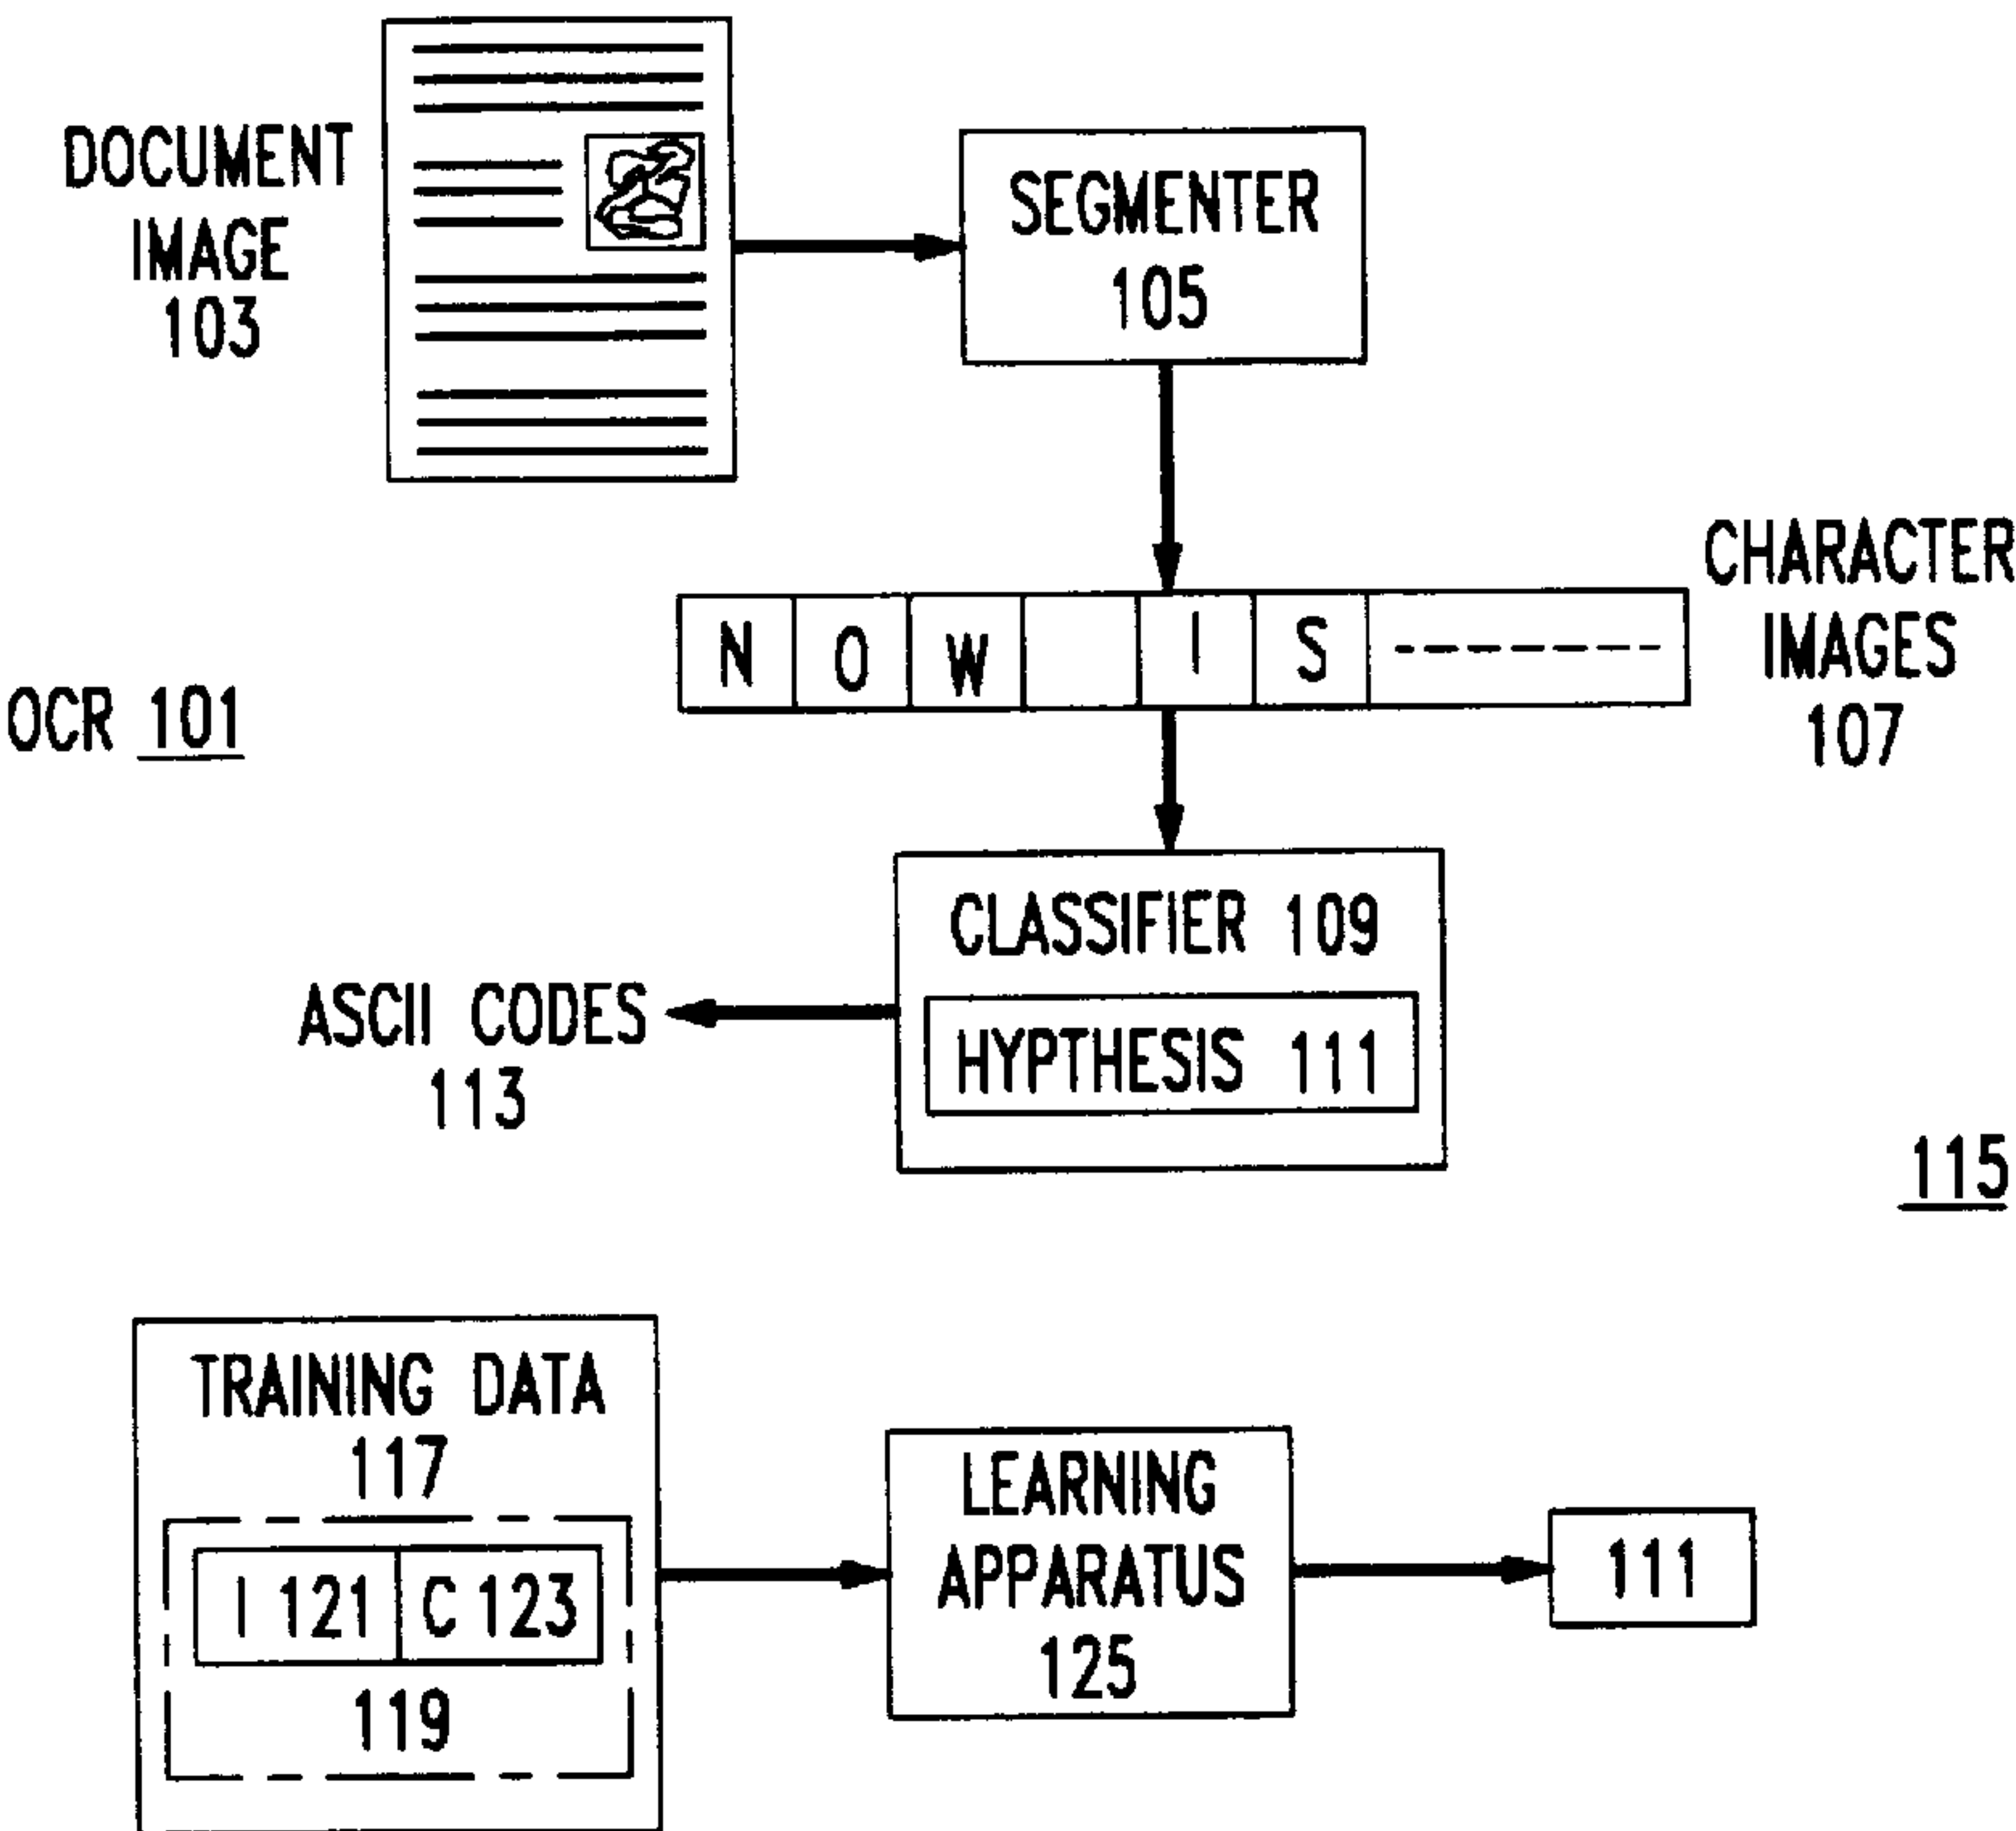 DOCUMENT
IMAGE
103
SEGMENTER
105
CHARACTER
IMAGES
107
N O W I S
OCR 101
CLASSIFIER 109
HYPTHESIS 111
ASCII CODES
113
115
TRAINING DATA
117
I 121 C 123
119
LEARNING
APPARATUS
125
111